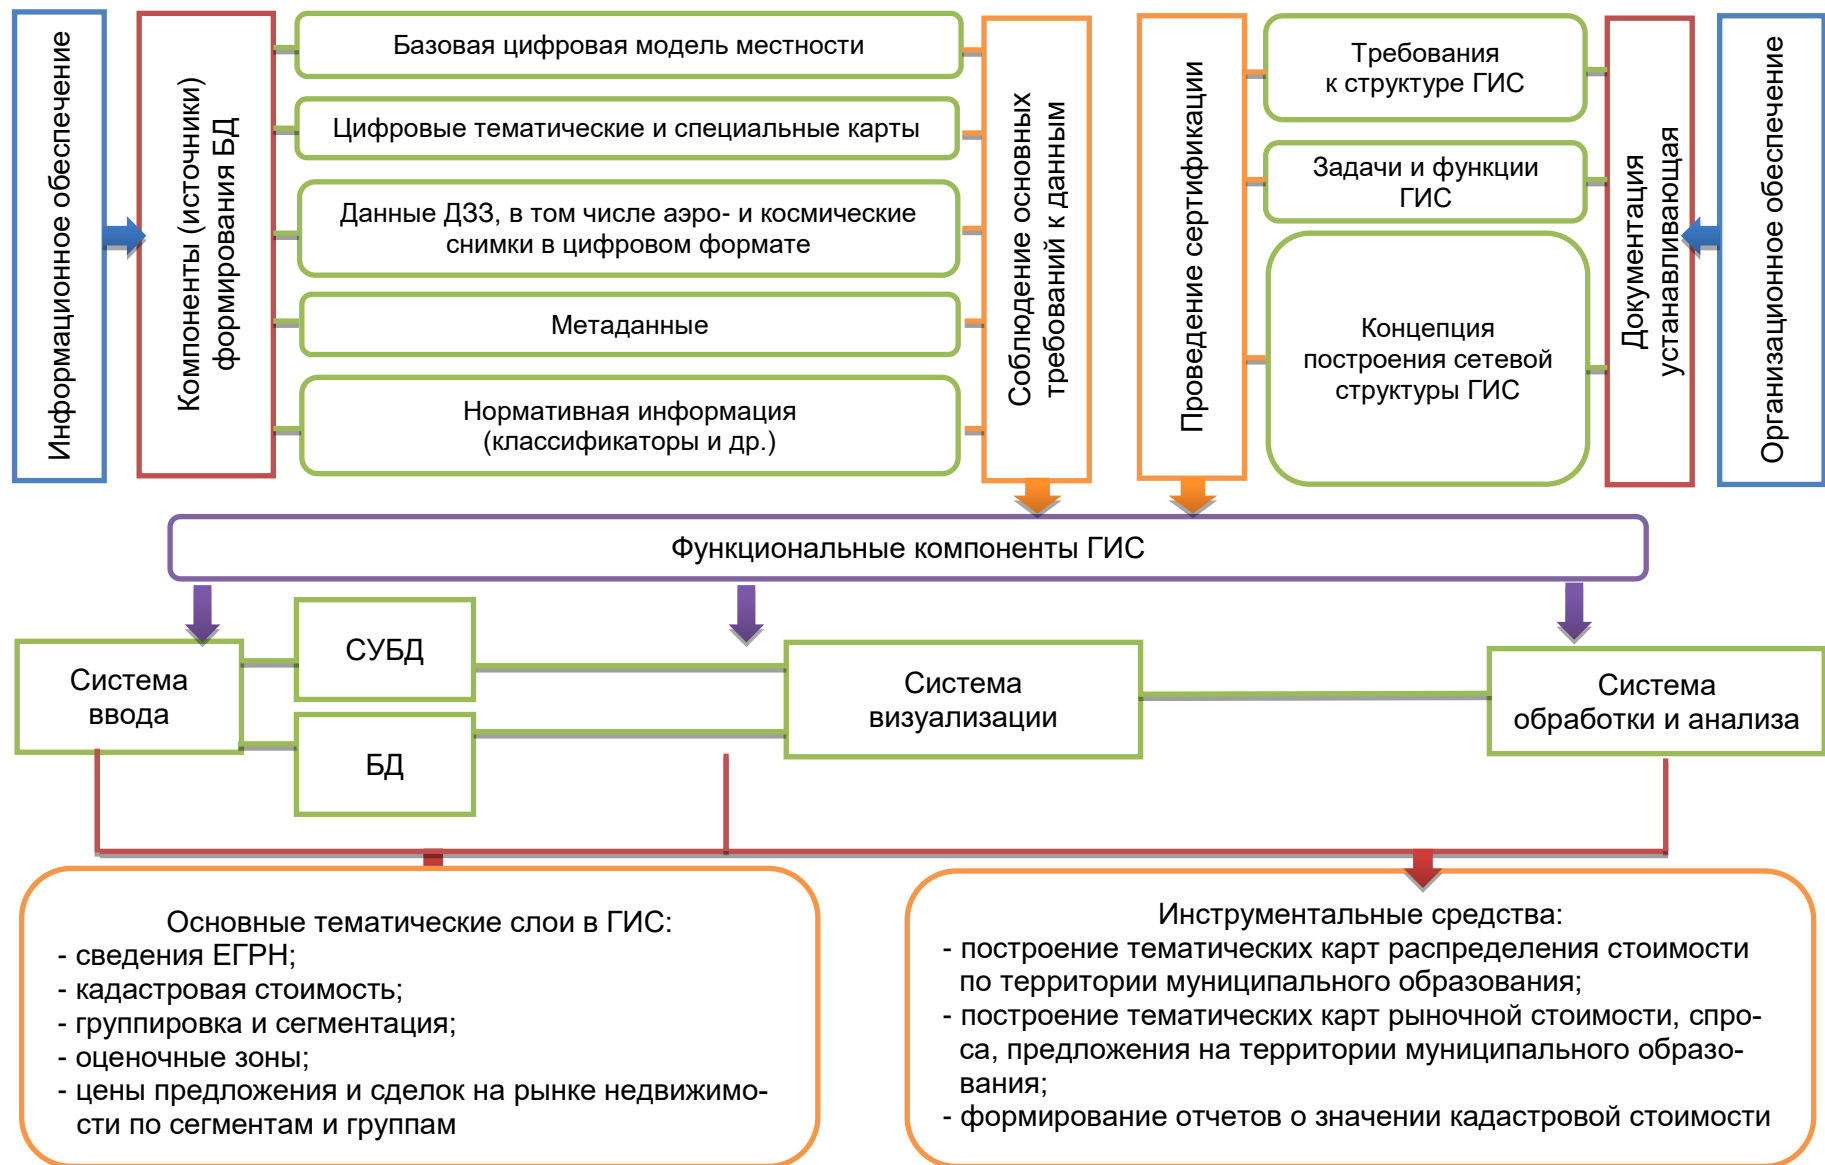 Информационное обеспечение
Компоненты (источники)
формирования БД
Базовая цифровая модель местности
Цифровые тематические и специальные карты
Данные ДЗЗ, в том числе аэро- и космические
снимки в цифровом формате
Метаданные
Нормативная информация
(классификаторы и др.)
Соблюдение основных
требований к данным
Проведение сертификации
Требования
к структуре ГИС
Задачи и функции
ГИС
Концепция
построения сетевой
структуры ГИС
Документация
устанавливающая
Организационное обеспечение
Функциональные компоненты ГИС
Система
ввода
СУБД
БД
Система
визуализации
Система
обработки и анализа
Основные тематические слои в ГИС:
- сведения ЕГРН;
- кадастровая стоимость;
- группировка и сегментация;
- оценочные зоны;
- цены предложения и сделок на рынке недвижимо-
сти по сегментам и группам
Инструментальные средства:
- построение тематических карт распределения стоимости
по территории муниципального образования;
- построение тематических карт рыночной стоимости, спро-
са, предложения на территории муниципального образо-
вания;
- формирование отчетов о значении кадастровой стоимости